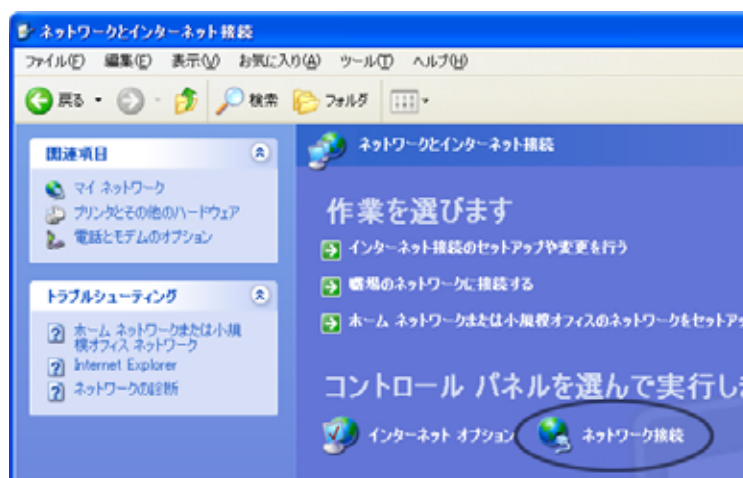 ネットワークとインターネット接続
ファイル(F) 編集(E) 表示(V) お気に入り(A) ツール(T) ヘルプ(H)
戻る 検索 フォルダ
関連項目
マイ ネットワーク
プリンタとその他のハードウェア
電話とモデムのオプション
トラブルシューティング
ホーム ネットワークまたは小規
模オフィス ネットワーク
Internet Explorer
ネットワークの診断
ネットワークとインターネット接続
作業を選びます
インターネット接続のセットアップや変更を行う
職場のネットワークに接続する
ホーム ネットワークまたは小規模オフィスのネットワークをセットアッ
コントロール パネルを選んで実行しま
インターネット オプション ネットワーク接続